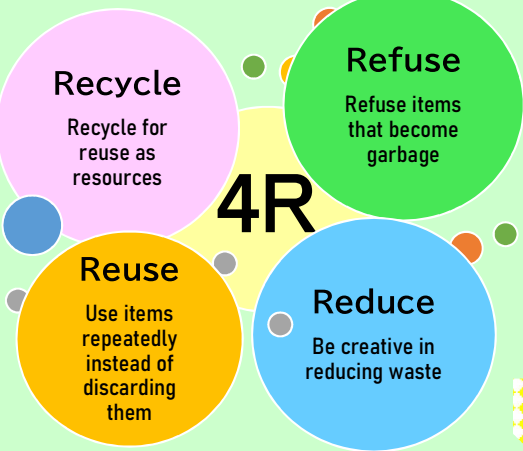 Recycle
Recycle for
reuse as
resources
Refuse
Refuse items
that become
garbage
4R
Reuse
Use items
repeatedly
instead of
discarding
them
Reduce
Be creative in
reducing waste